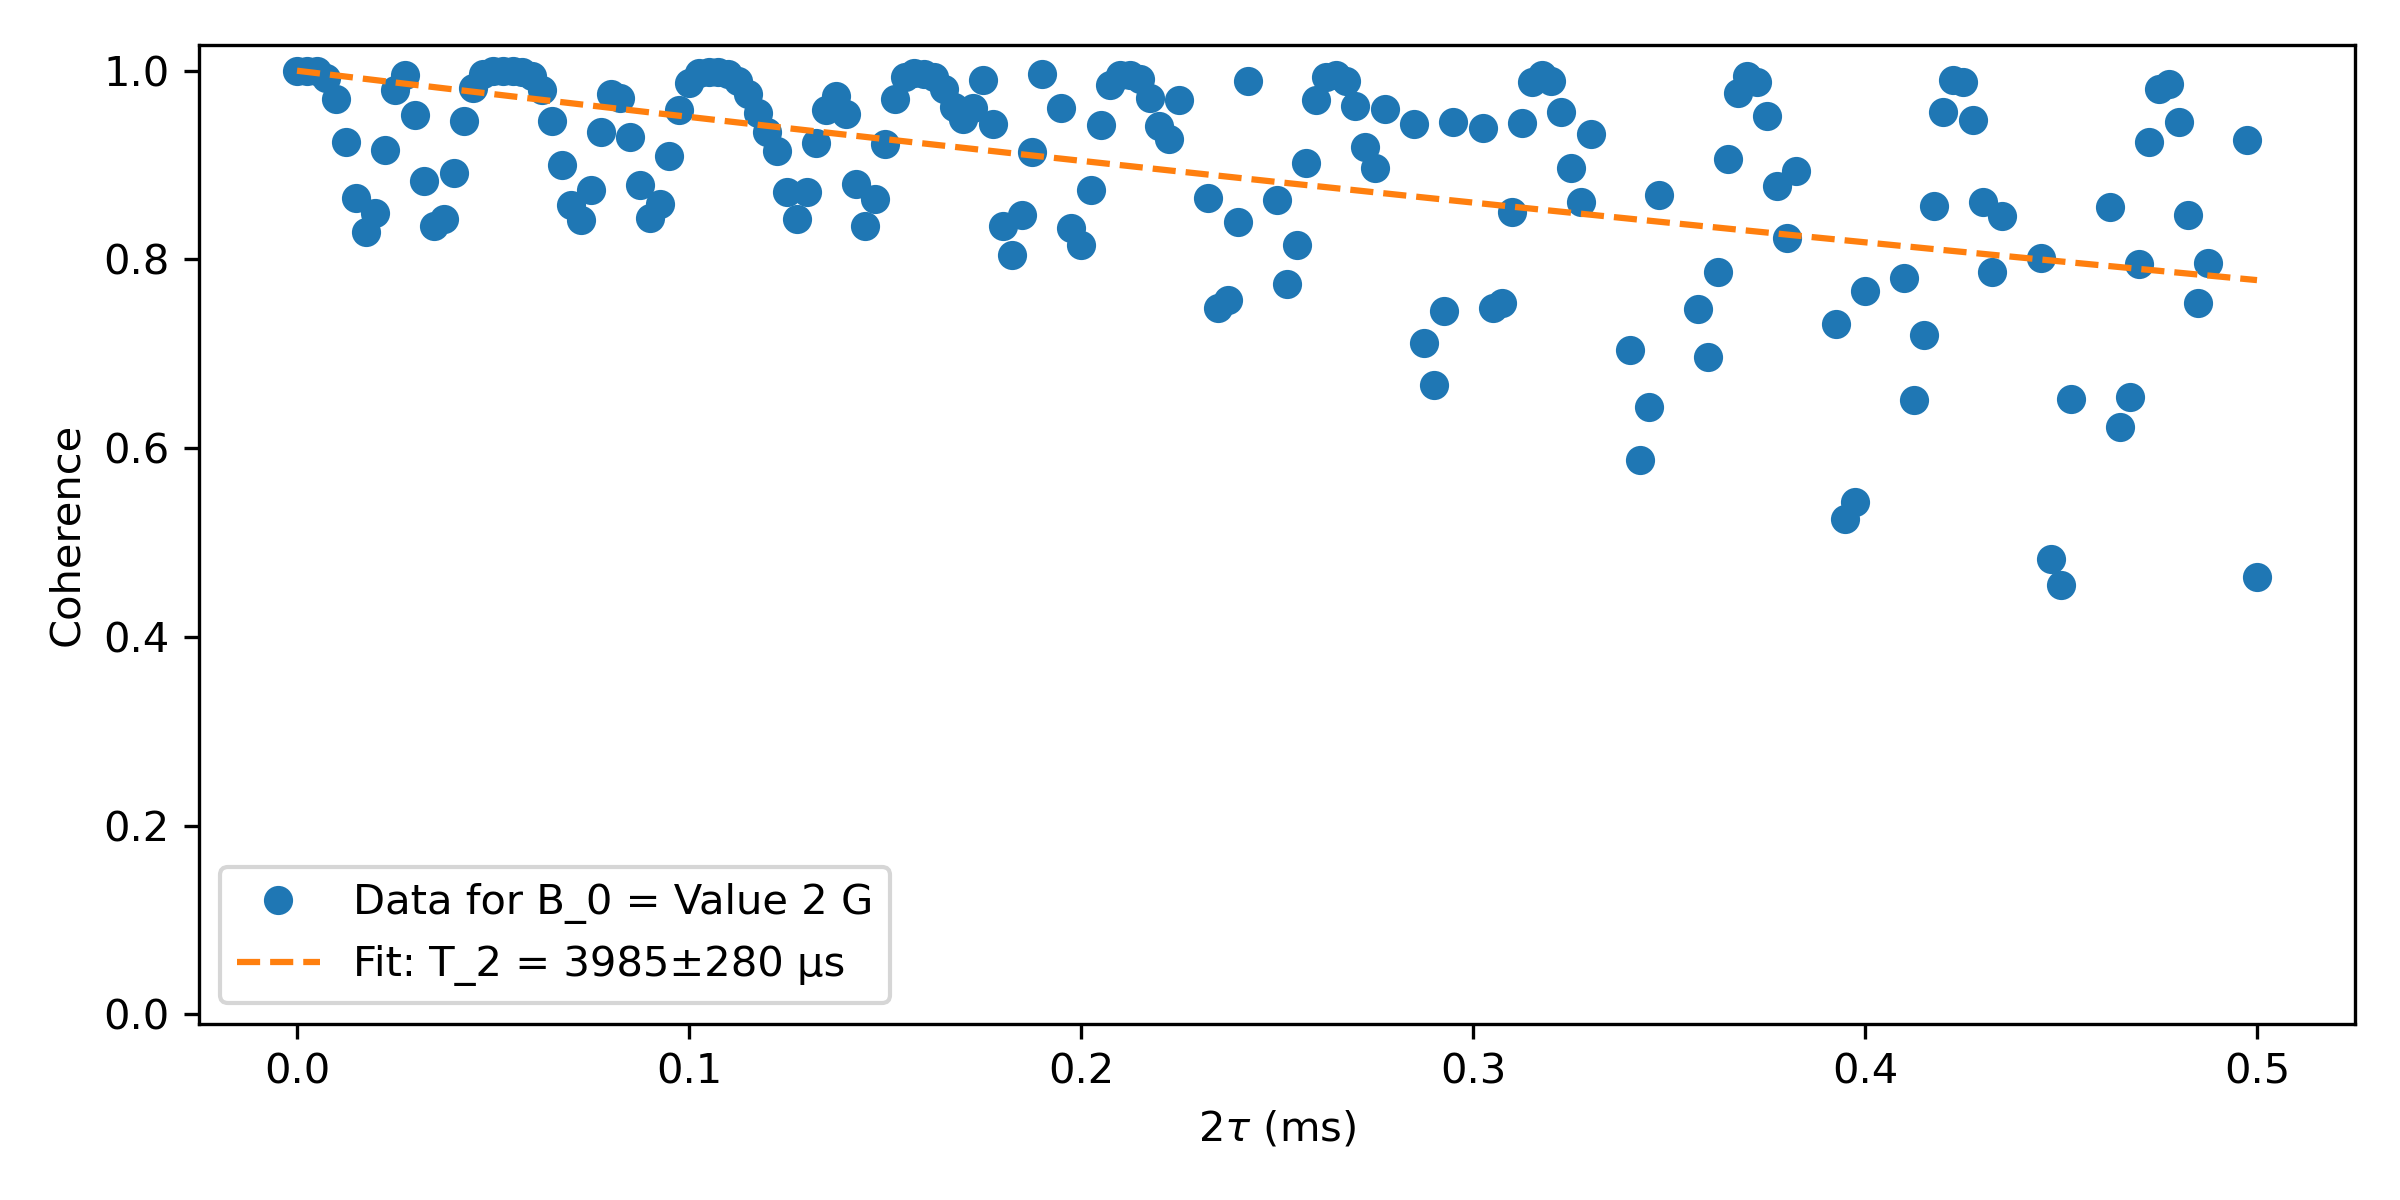 1.0
0.8
0.6
0.4
0.2
0.0
Coherence
Data for B_0 = Value 2 G
Fit: T_2 = 3985±280 µs
0.0 0.1 0.2 0.3 0.4 0.5
2τ (ms)